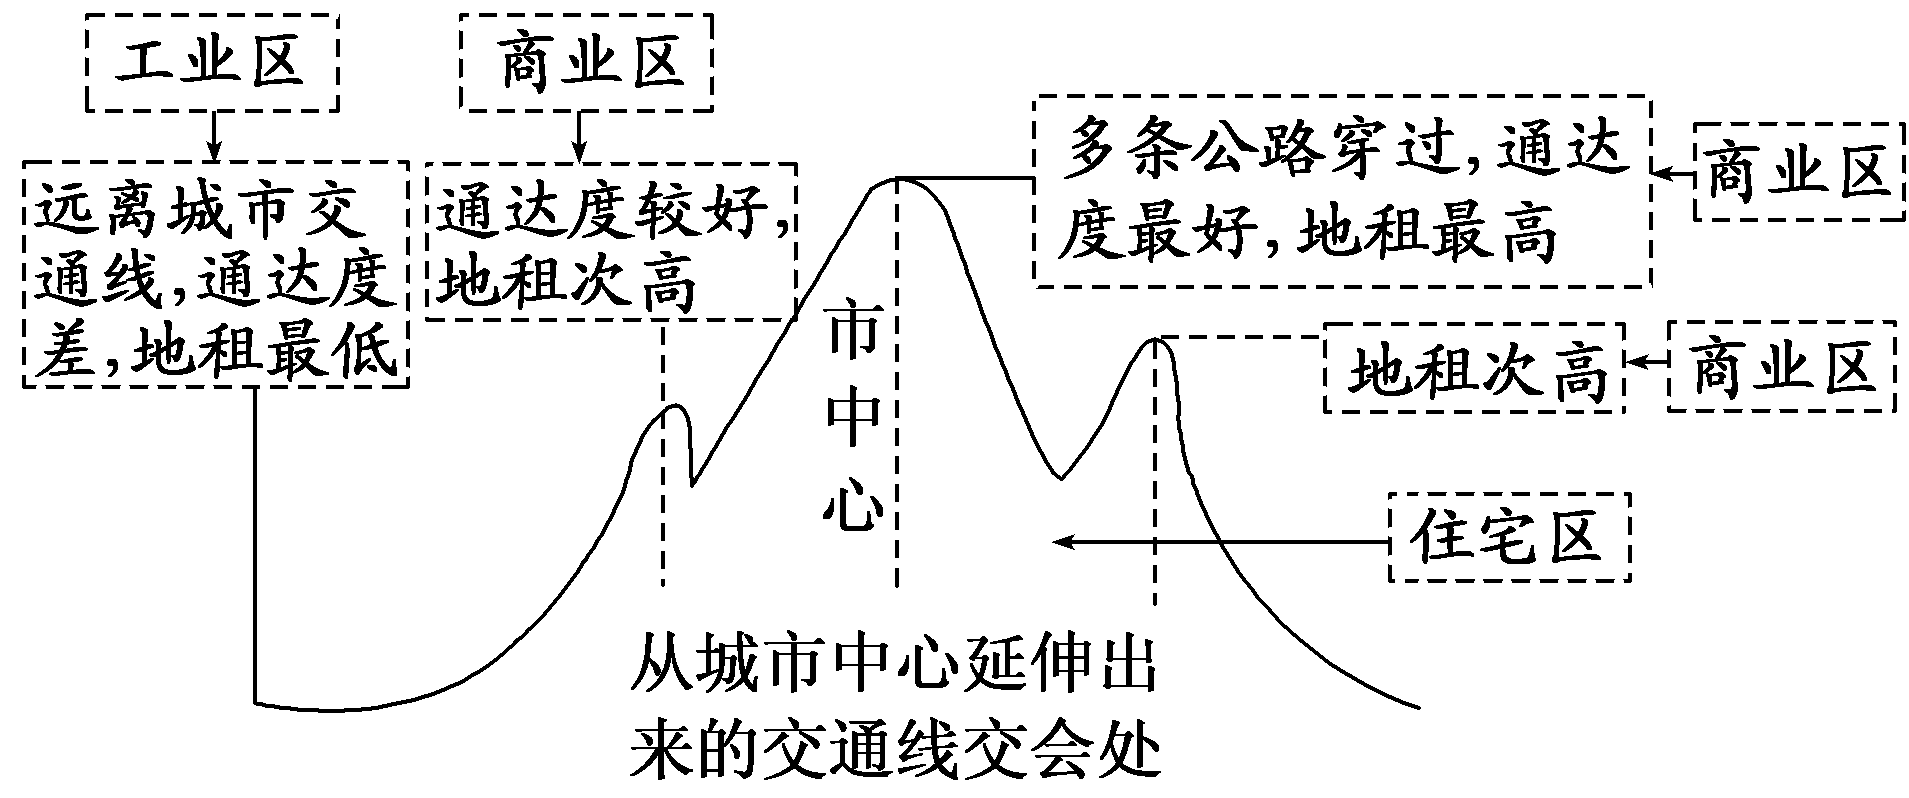 工业区
商业区
远离城市交
通线,通达度
差,地租最低
通达度较好,
地租次高
多条公路穿过,通达
度最好,地租最高
商业区
市中心
地租次高
商业区
住宅区
从城市中心延伸出
来的交通线交会处